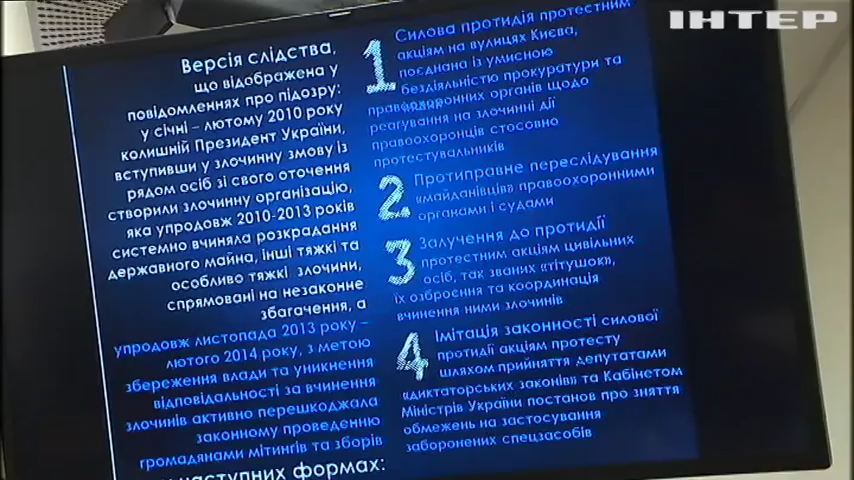 ІНТЕР
Версія слідства,
що відображена у
повідомленнях про підозру:
у січні – лютому 2010 року
колишній Президент України,
вступивши у злочинну змову із
рядом осіб зі свого оточення
створили злочинну організацію,
яка упродовж 2010-2013 років
системно вчиняла розкрадання
державного майна, інші тяжкі та
особливо тяжкі злочини,
спрямовані на незаконне
збагачення, а
упродовж листопада 2013 року –
лютого 2014 року, з метою
збереження влади та уникнення
відповідальності за вчинення
злочинів активно перешкоджала
законному проведенню
громадянами мітингів та зборів
наступних формах:
1 Силова протидія протестним
акціям на вулицях Києва,
поєднана із умисною
бездіяльністю прокуратури та
правоохоронних органів щодо
реагування на злочинні дії
правоохоронців стосовно
протестувальників
2 Протиправне переслідування
«майданівців» правоохоронними
органами і судами
3 Залучення до протидії
протестним акціям цивільних
осіб, так званих «тітушок»,
їх озброєння та координація
вчинення ними злочинів
4 Імітація законності силової
протидії акціям протесту
шляхом прийняття депутатами
«диктаторських законів» та Кабінетом
Міністрів України постанов про зняття
обмежень на застосування
заборонених спецзасобів